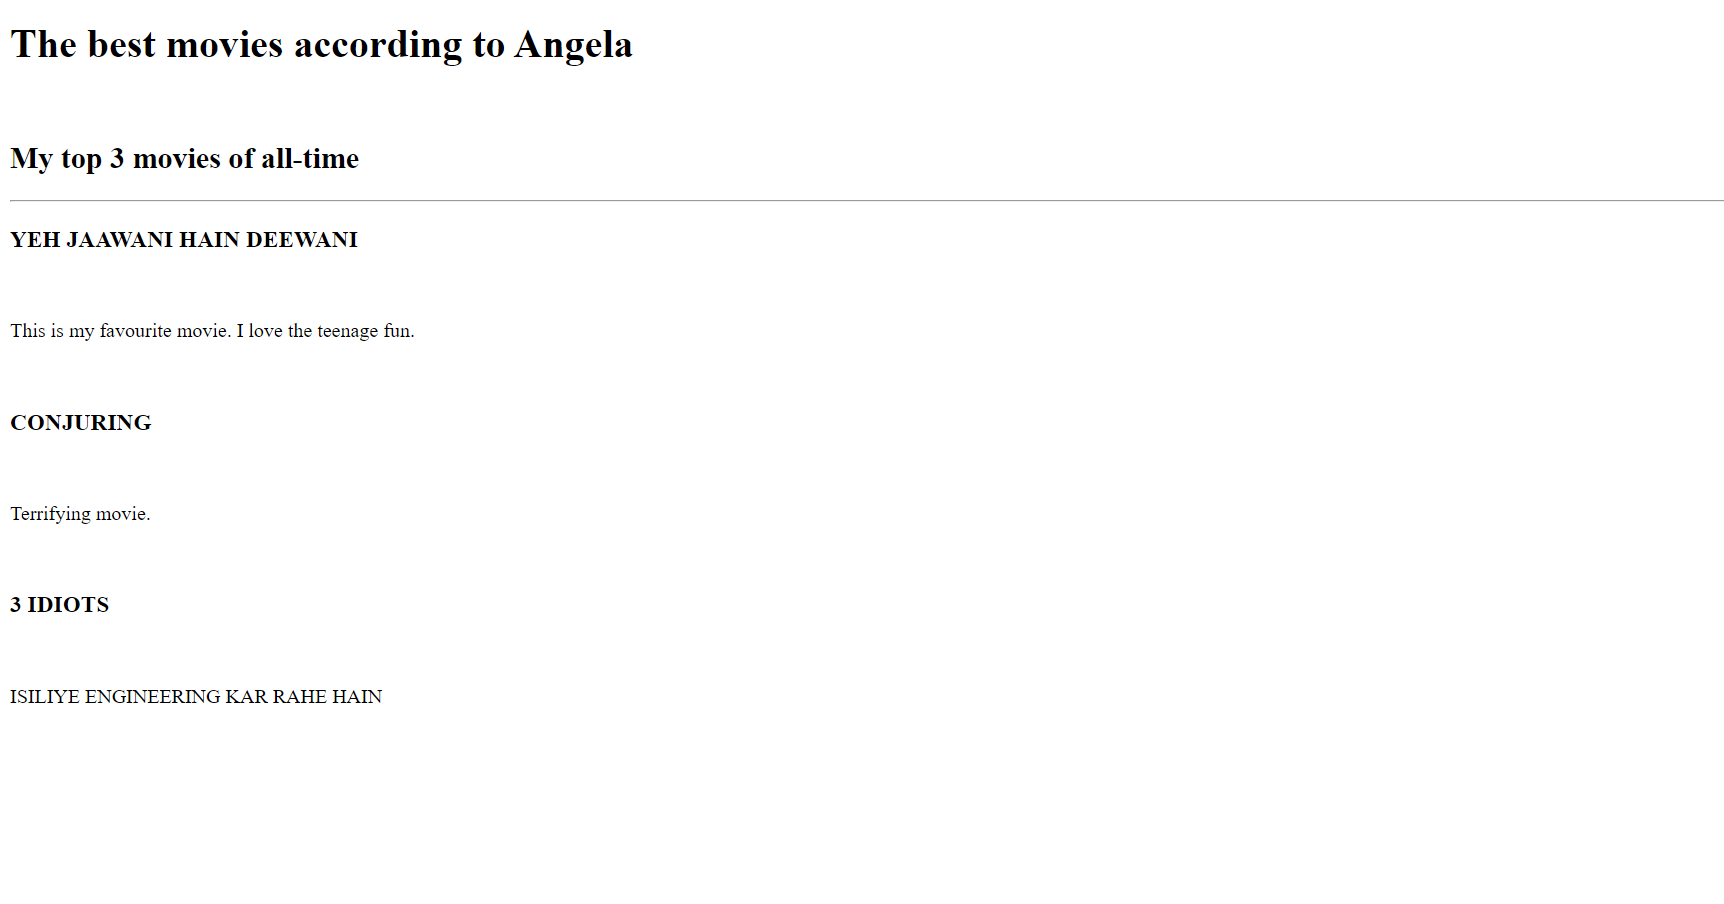 The best movies according to Angela
My top 3 movies of all-time
YEH JAAWANI HAIN DEEWANI
This is my favourite movie. I love the teenage fun.
CONJURING
Terrifying movie.
3 IDIOTS
ISILIYE ENGINEERING KAR RAHE HAIN